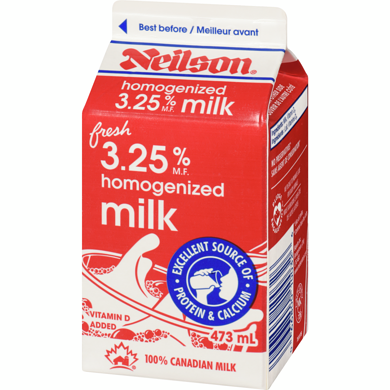 Best before / Meilleur avant
Neilson
homogenized
3.25% M.F. milk
fresh
3.25%
M.F.
homogenized
milk
EXCELLENT SOURCE OF
PROTEIN & CALCIUM
VITAMIN D
ADDED
473 mL
100% CANADIAN MILK